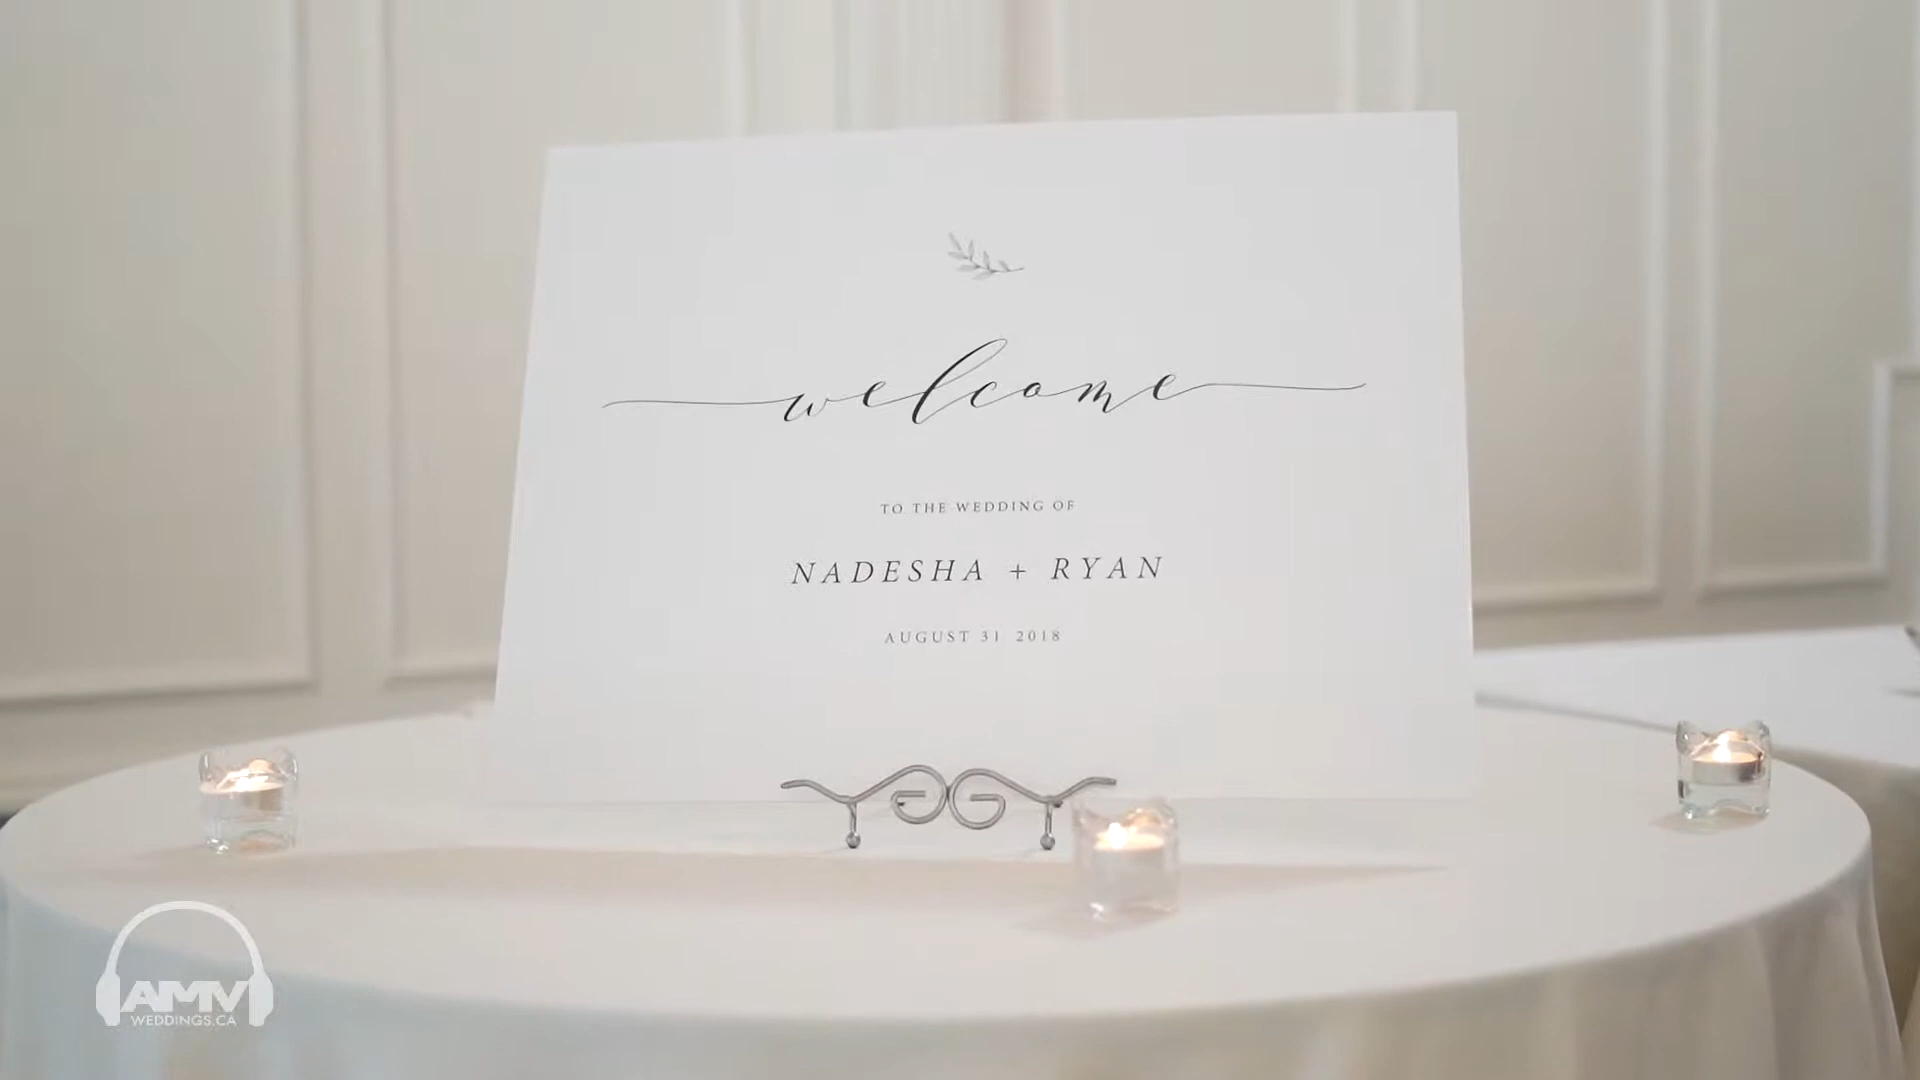 welcome
TO THE WEDDING OF
NADESHA + RYAN
AUGUST 31 2018
AMV
WEDDINGS.CA